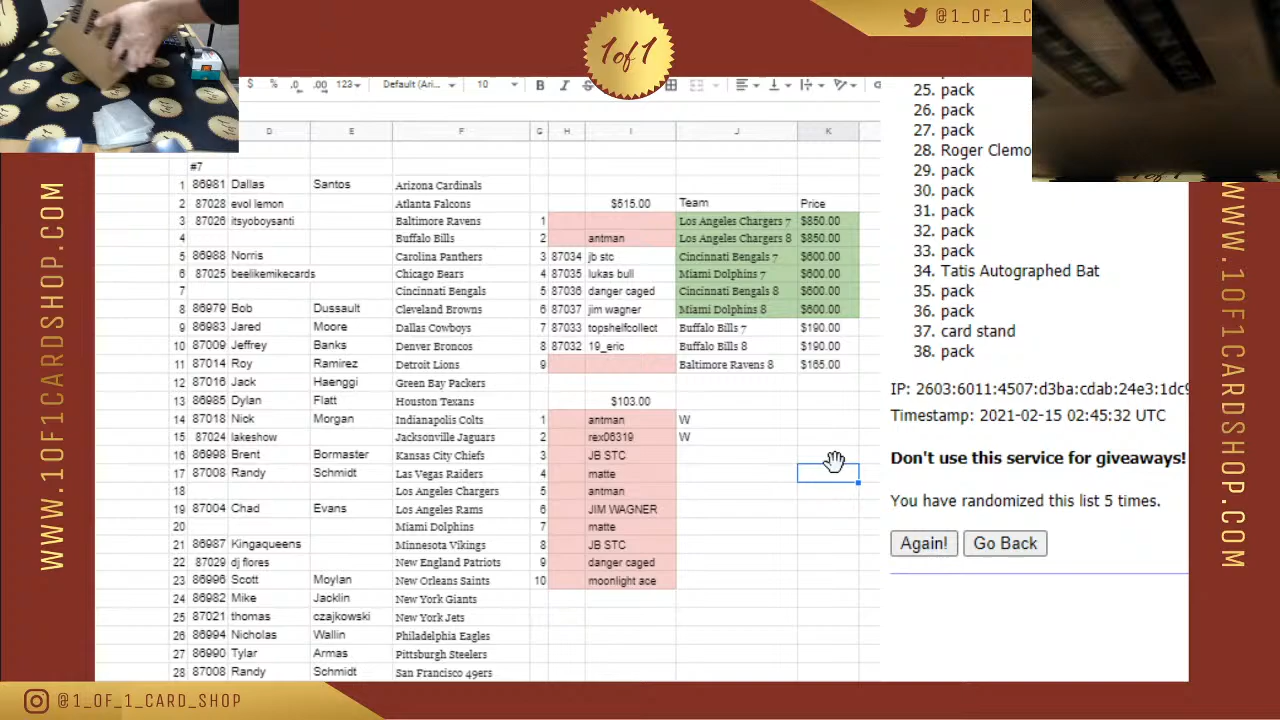 1of1
@1_OF_1_C
WWW.1OF1CARDSHOP.COM
$ % .0 .00 123 Default (Ari... 10 B I S
D E F G H I J K
#7
1 86981 Dallas Santos Arizona Cardinals
2 87028 evol lemon Atlanta Falcons $515.00 Team Price
3 87026 itsyoboysanti Baltimore Ravens 1 Los Angeles Chargers 7 $850.00
4 Buffalo Bills 2 antman Los Angeles Chargers 8 $850.00
5 86988 Norris Carolina Panthers 3 87034 jb stc Cincinnati Bengals 7 $600.00
6 87025 beelikemikecards Chicago Bears 4 87035 lukas bull Miami Dolphins 7 $600.00
7 Cincinnati Bengals 5 87036 danger caged Cincinnati Bengals 8 $600.00
8 86979 Bob Dussault Cleveland Browns 6 87037 jim wagner Miami Dolphins 8 $600.00
9 86983 Jared Moore Dallas Cowboys 7 87033 topshelfcollect Buffalo Bills 7 $190.00
10 87009 Jeffrey Banks Denver Broncos 8 87032 19_eric Buffalo Bills 8 $190.00
11 87014 Roy Ramirez Detroit Lions 9 Baltimore Ravens 8 $165.00
12 87016 Jack Haenggi Green Bay Packers
13 86985 Dylan Flatt Houston Texans $103.00
14 87018 Nick Morgan Indianapolis Colts 1 antman W
15 87024 lakeshow Jacksonville Jaguars 2 rex06319 W
16 86998 Brent Bormaster Kansas City Chiefs 3 JB STC
17 87008 Randy Schmidt Las Vegas Raiders 4 matte
18 Los Angeles Chargers 5 antman
19 87004 Chad Evans Los Angeles Rams 6 JIM WAGNER
20 Miami Dolphins 7 matte
21 86987 Kingaqueens Minnesota Vikings 8 JB STC
22 87029 dj flores New England Patriots 9 danger caged
23 86996 Scott Moylan New Orleans Saints 10 moonlight ace
24 86982 Mike Jacklin New York Giants
25 87021 thomas czajkowski New York Jets
26 86994 Nicholas Wallin Philadelphia Eagles
27 86990 Tylar Armas Pittsburgh Steelers
28 87008 Randy Schmidt San Francisco 49ers
25. pack
26. pack
27. pack
28. Roger Clemo
29. pack
30. pack
31. pack
32. pack
33. pack
34. Tatis Autographed Bat
35. pack
36. pack
37. card stand
38. pack
IP: 2603:6011:4507:d3ba:cdab:24e3:1dc9
Timestamp: 2021-02-15 02:45:32 UTC
Don't use this service for giveaways!
You have randomized this list 5 times.
Again! Go Back
WWW.1OF1CARDSHOP.COM
@1_OF_1_CARD_SHOP